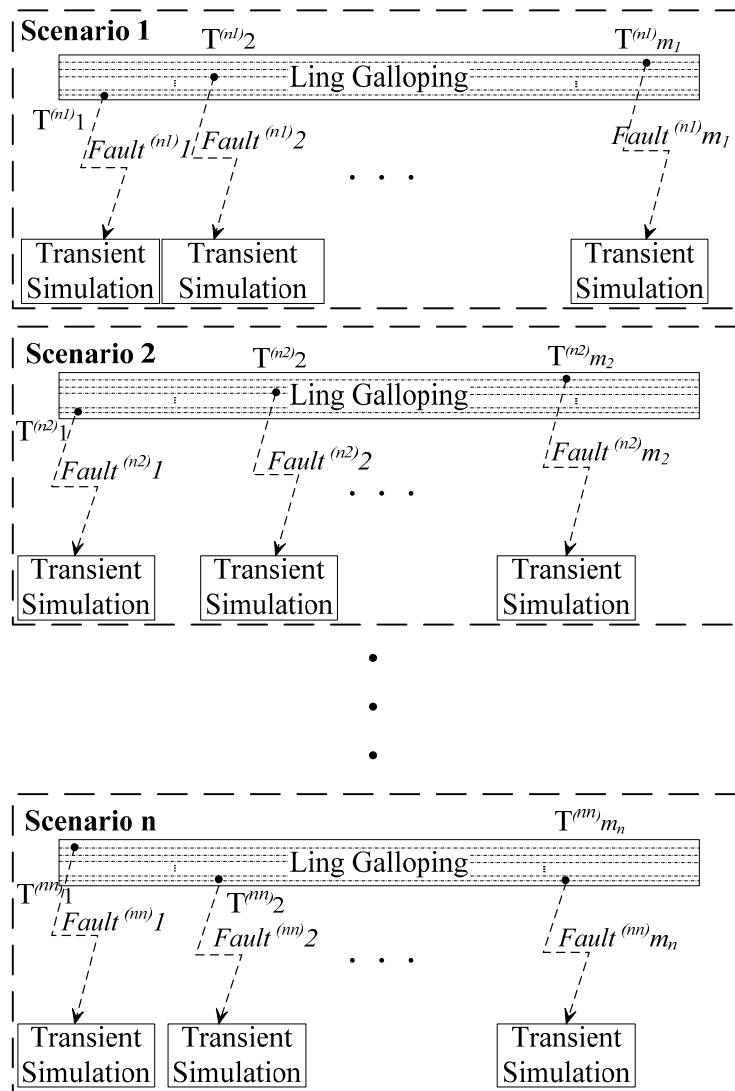 Scenario 1
T(n1)2
T(n1)m1
Ling Galloping
T(n1)1
Fault(n1)1
Fault(n1)2
Fault(n1)m1
. . .
Transient Simulation
Transient Simulation
Transient Simulation
Scenario 2
T(n2)2
T(n2)m2
Ling Galloping
T(n2)1
Fault(n2)1
Fault(n2)2
Fault(n2)m2
. . .
Transient Simulation
Transient Simulation
Transient Simulation
Scenario n
T(nn)mn
Ling Galloping
T(nn)1
T(nn)2
Fault(nn)1
Fault(nn)2
Fault(nn)mn
. . .
Transient Simulation
Transient Simulation
Transient Simulation